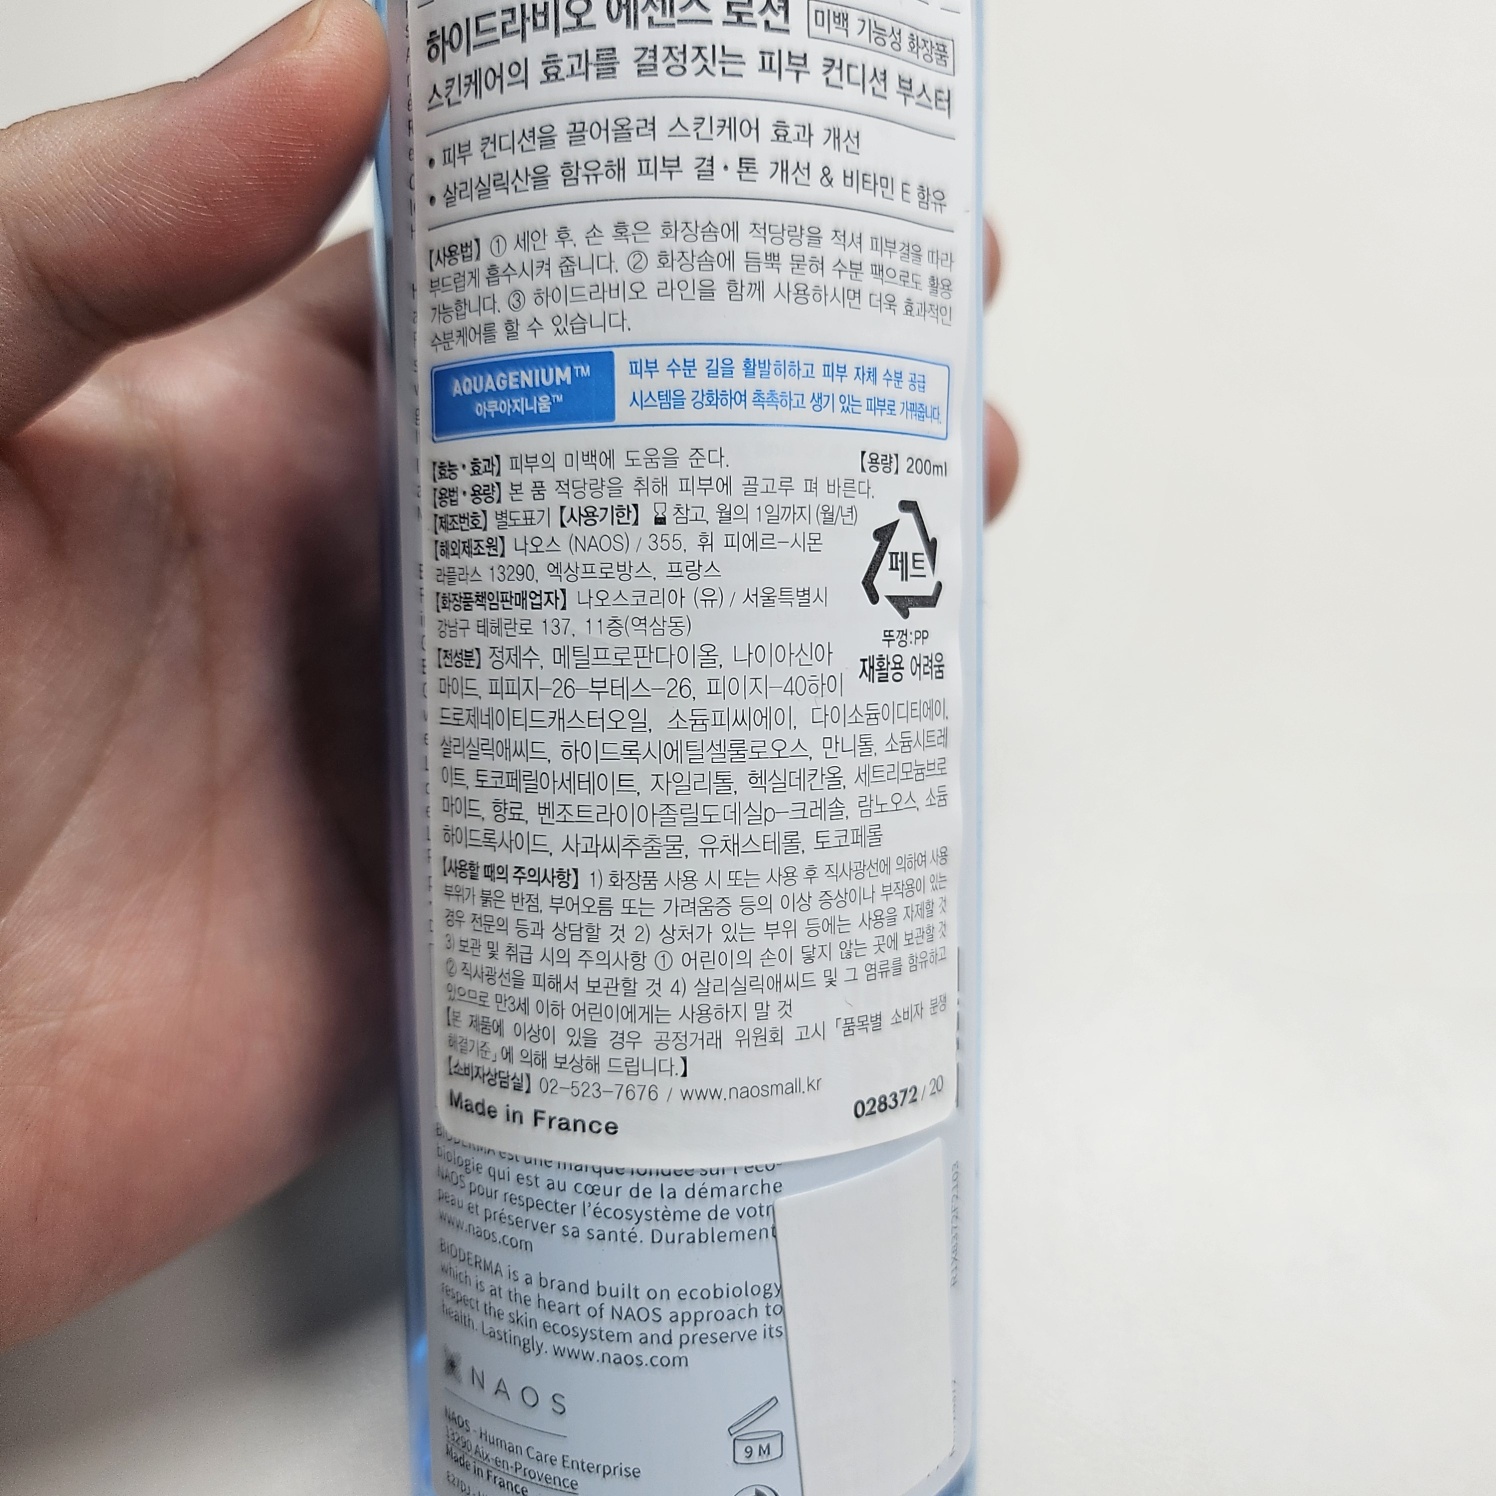 하이드라비오 에센스 로션 미백 기능성 화장품
스킨케어의 효과를 결정짓는 피부 컨디션 부스터
• 피부 컨디션을 끌어올려 스킨케어 효과 개선
• 살리실릭산을 함유해 피부 결·톤 개선 & 비타민 E 함유
【사용법】 ① 세안 후, 손 혹은 화장솜에 적당량을 적셔 피부결을 따라
부드럽게 흡수시켜 줍니다. ② 화장솜에 듬뿍 묻혀 수분 팩으로도 활용
가능합니다. ③ 하이드라비오 라인을 함께 사용하시면 더욱 효과적인
수분케어를 할 수 있습니다.
AQUAGENIUM™
아쿠아지니움™
피부 수분 길을 활발히하고 피부 자체 수분 공급
시스템을 강화하여 촉촉하고 생기 있는 피부로 가꿔줍니다.
【효능·효과】 피부의 미백에 도움을 준다. 【용량】 200ml
【용법·용량】 본 품 적당량을 취해 피부에 골고루 펴 바른다.
【제조번호】 별도표기 【사용기한】 참고, 월의 1일까지 (월/년)
【해외제조원】 나오스 (NAOS) / 355, 휘 피에르-시몬
라플라스 13290, 엑상프로방스, 프랑스
【화장품책임판매업자】 나오스코리아 (유) / 서울특별시
강남구 테헤란로 137, 11층(역삼동)
페트
뚜껑:PP
재활용 어려움
【전성분】 정제수, 메틸프로판다이올, 나이아신아
마이드, 피피지-26-부테스-26, 피이지-40하이
드로제네이티드캐스터오일, 소듐피씨에이, 다이소듐이디티에이,
살리실릭애씨드, 하이드록시에틸셀룰로오스, 만니톨, 소듐시트레
이트, 토코페릴아세테이트, 자일리톨, 헥실데칸올, 세트리모늄브로
마이드, 향료, 벤조트라이아졸릴도데실p-크레솔, 람노오스, 소듐
하이드록사이드, 사과씨추출물, 유채스테롤, 토코페롤
【사용할 때의 주의사항】 1) 화장품 사용 시 또는 사용 후 직사광선에 의하여 사용
부위가 붉은 반점, 부어오름 또는 가려움증 등의 이상 증상이나 부작용이 있는
경우 전문의 등과 상담할 것 2) 상처가 있는 부위 등에는 사용을 자제할 것
3) 보관 및 취급 시의 주의사항 ① 어린이의 손이 닿지 않는 곳에 보관할 것
② 직사광선을 피해서 보관할 것 4) 살리실릭애씨드 및 그 염류를 함유하고
있으므로 만3세 이하 어린이에게는 사용하지 말 것
【본 제품에 이상이 있을 경우 공정거래 위원회 고시 「품목별 소비자 분쟁
해결기준」에 의해 보상해 드립니다.】
【소비자상담실】 02-523-7676 / www.naosmall.kr
Made in France 028372 / 20
BIODERMA est une marque fondée sur l'éco-
biologie qui est au cœur de la démarche
NAOS pour respecter l'écosystème de votr
peau et préserver sa santé. Durablement
www.naos.com
BIODERMA is a brand built on ecobiology
which is at the heart of NAOS approach to
respect the skin ecosystem and preserve its
health. Lastingly. www.naos.com
NAOS
NAOS - Human Care Enterprise
13290 Aix-en-Provence
Made in France
9 M